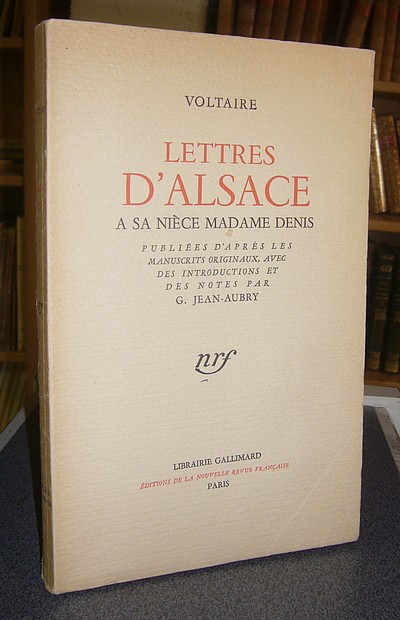 VOLTAIRE
LETTRES
D'ALSACE
A SA NIÈCE MADAME DENIS
PUBLIÉES D'APRÈS LES
MANUSCRITS ORIGINAUX, AVEC
DES INTRODUCTIONS ET
DES NOTES PAR
G. JEAN-AUBRY
nrf
LIBRAIRIE GALLIMARD
ÉDITIONS DE LA NOUVELLE REVUE FRANÇAISE
PARIS